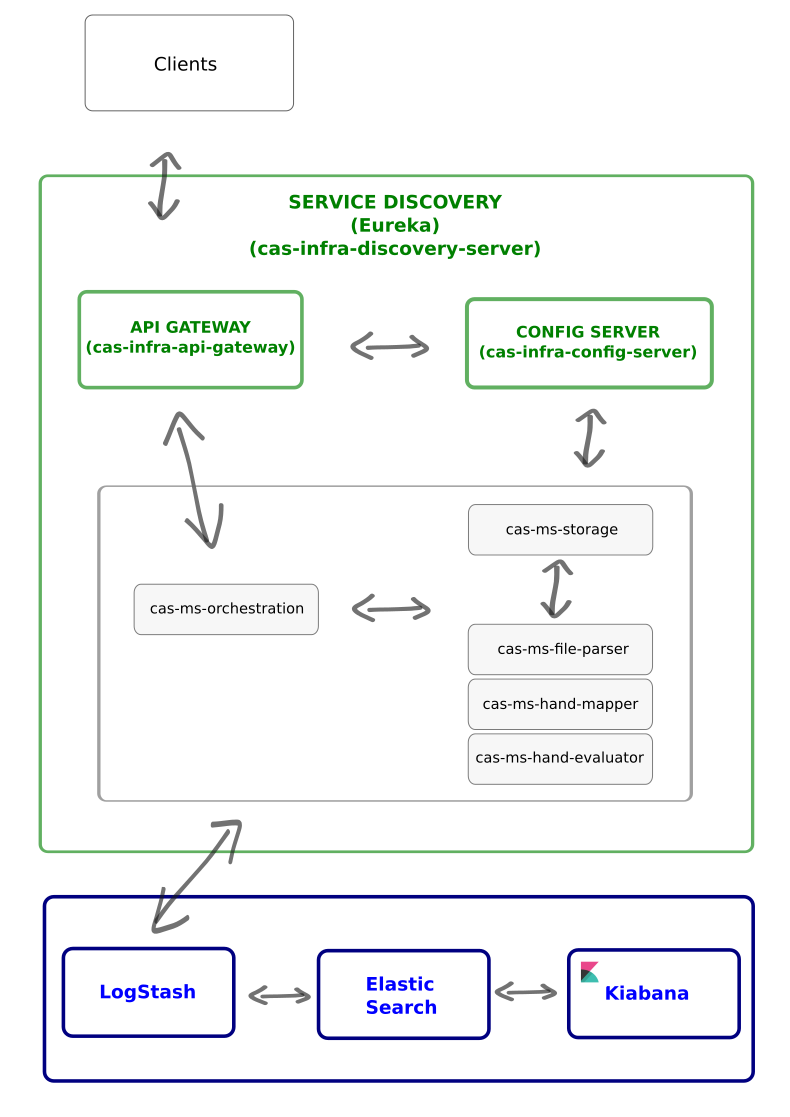 Clients
SERVICE DISCOVERY
(Eureka)
(cas-infra-discovery-server)
API GATEWAY
(cas-infra-api-gateway)
CONFIG SERVER
(cas-infra-config-server)
cas-ms-storage
cas-ms-orchestration
cas-ms-file-parser
cas-ms-hand-mapper
cas-ms-hand-evaluator
LogStash
Elastic
Search
Kiabana